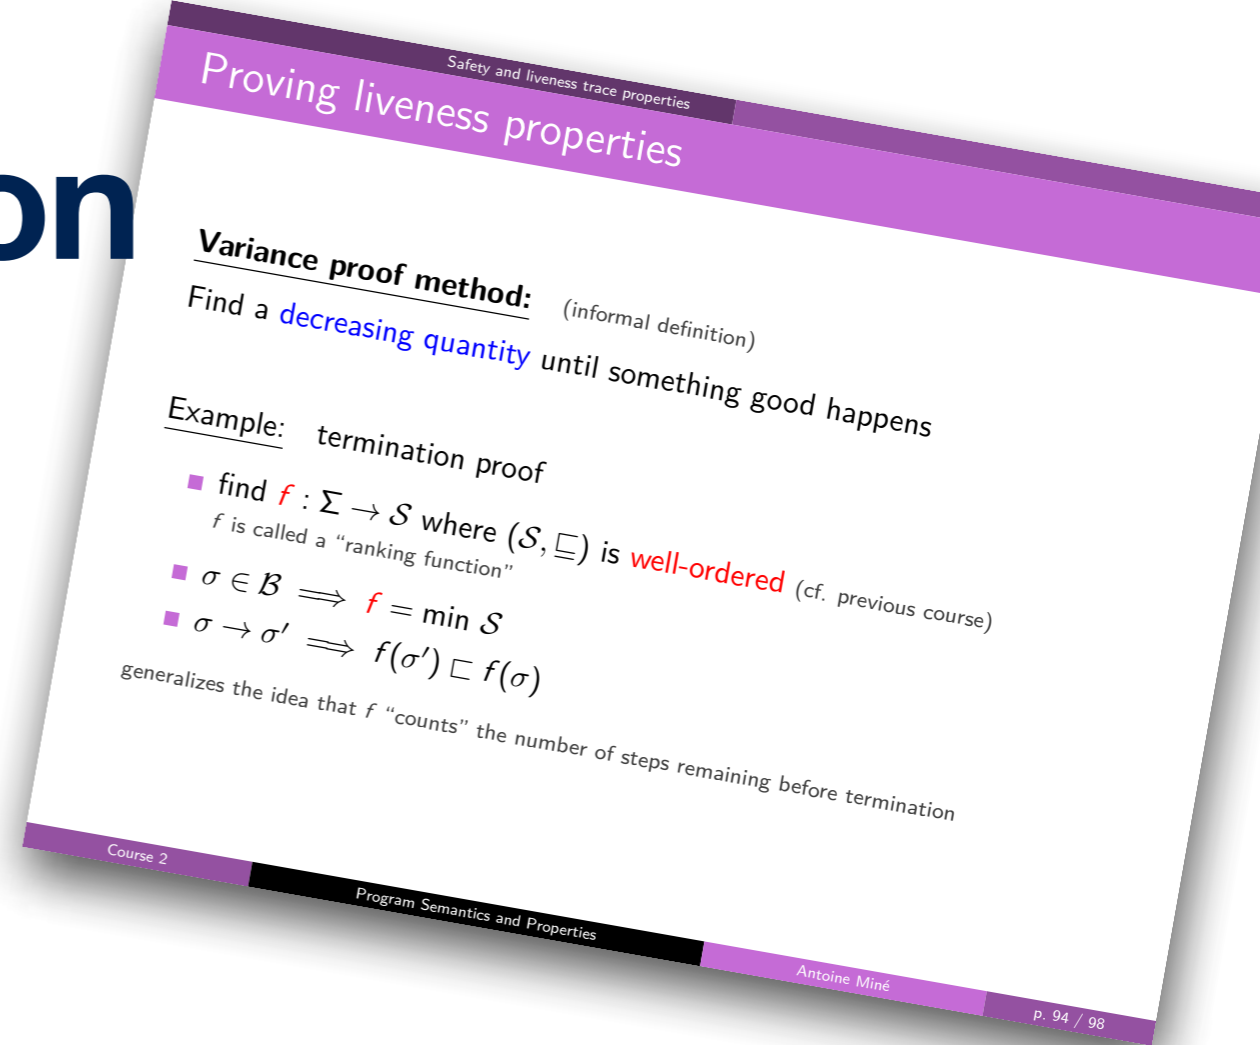 Safety and liveness trace properties
Proving liveness properties
on
Variance proof method: (informal definition)
Find a decreasing quantity until something good happens
Example: termination proof
find f : Σ → 𝒮 where (𝒮, ⊑) is well-ordered (cf. previous course)
f is called a “ranking function”
σ ∈ ℬ ⟹ f = min 𝒮
σ → σ′ ⟹ f(σ′) ⊏ f(σ)
generalizes the idea that f “counts” the number of steps remaining before termination
Course 2
Program Semantics and Properties
Antoine Miné
p. 94 / 98